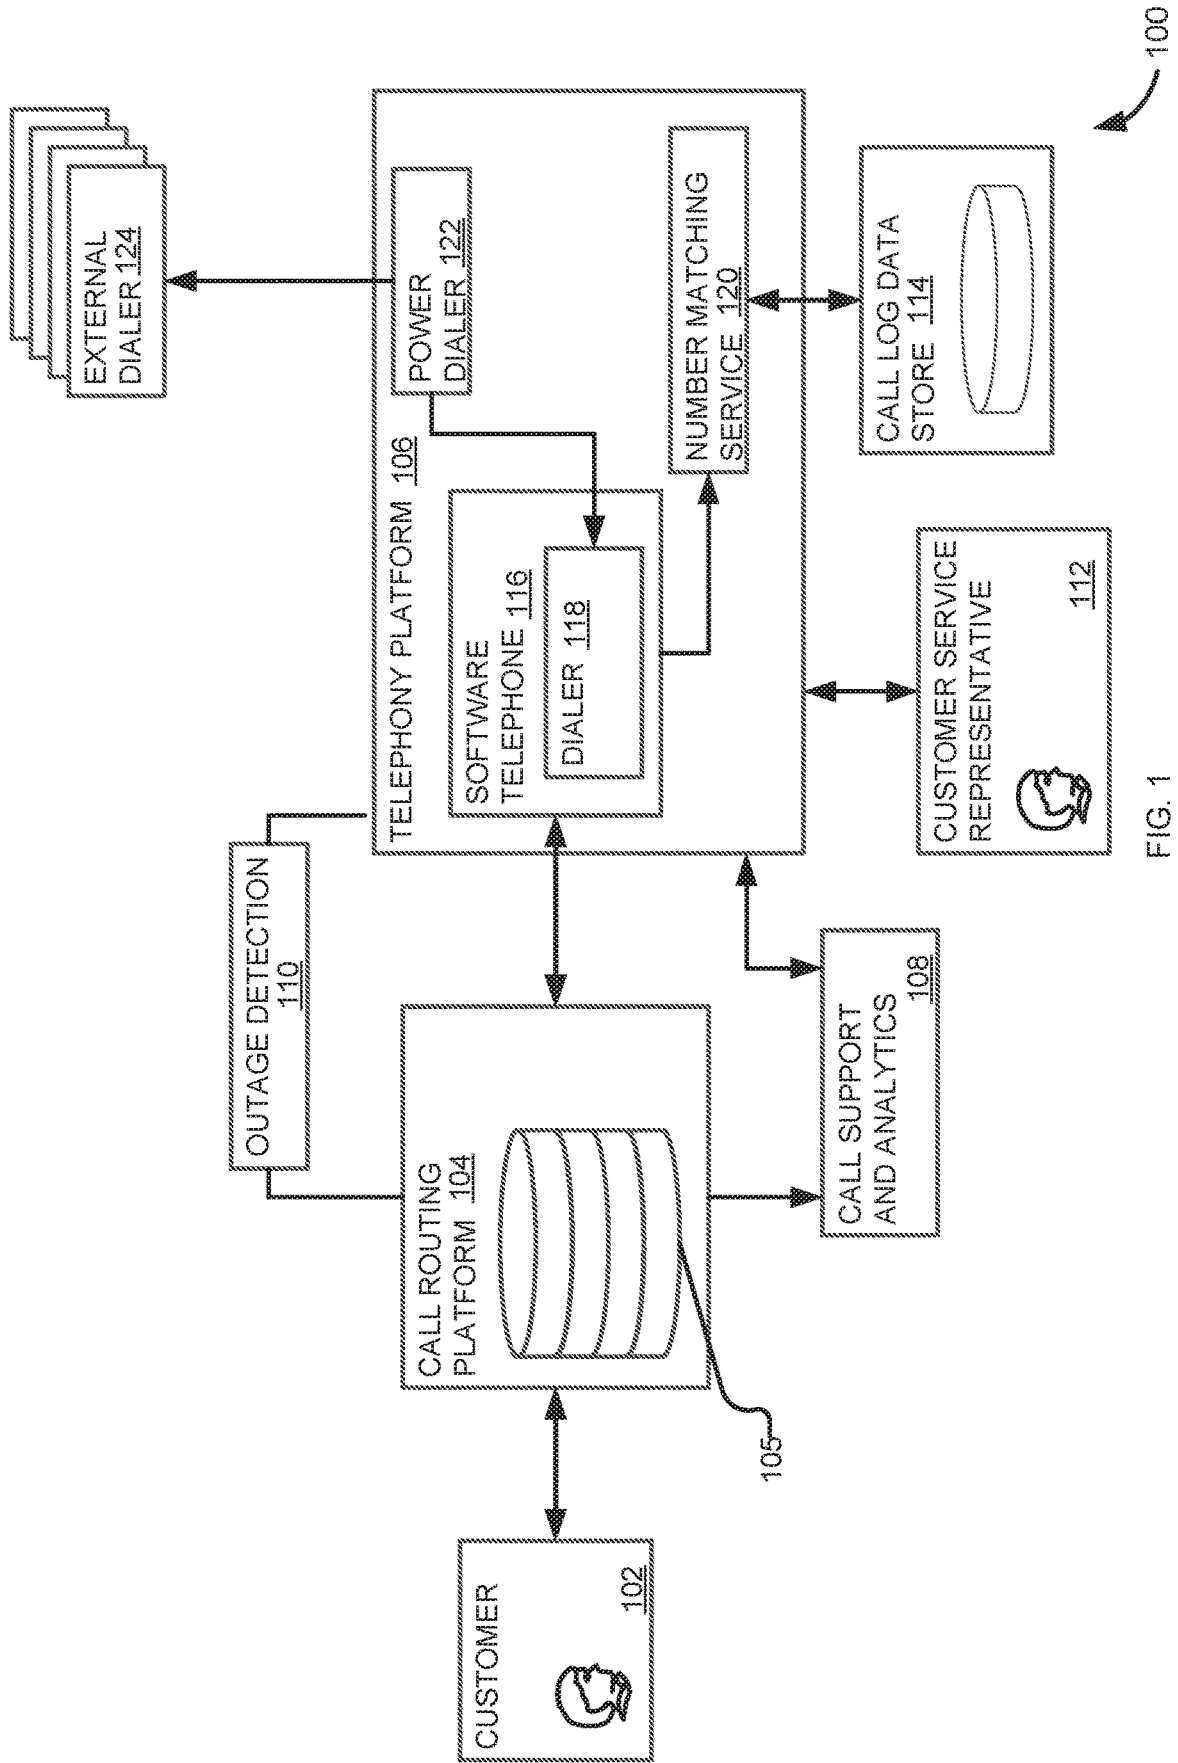 CUSTOMER
102
CALL ROUTING
PLATFORM 104
105
OUTAGE DETECTION
110
CALL SUPPORT
AND ANALYTICS
108
TELEPHONY PLATFORM 106
SOFTWARE
TELEPHONE 116
DIALER 118
POWER
DIALER 122
EXTERNAL
DIALER 124
NUMBER MATCHING
SERVICE 120
CUSTOMER SERVICE
REPRESENTATIVE
112
CALL LOG DATA
STORE 114
100
FIG. 1